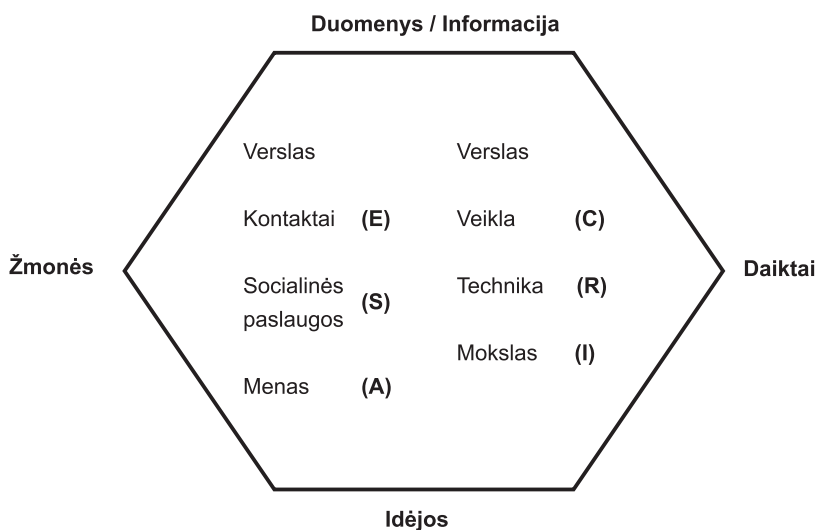 Duomenys / Informacija
Verslas Verslas
Kontaktai (E) Veikla (C)
Žmonės Daiktai
Socialinės paslaugos (S) Technika (R)
Mokslas (I)
Menas (A)
Idėjos